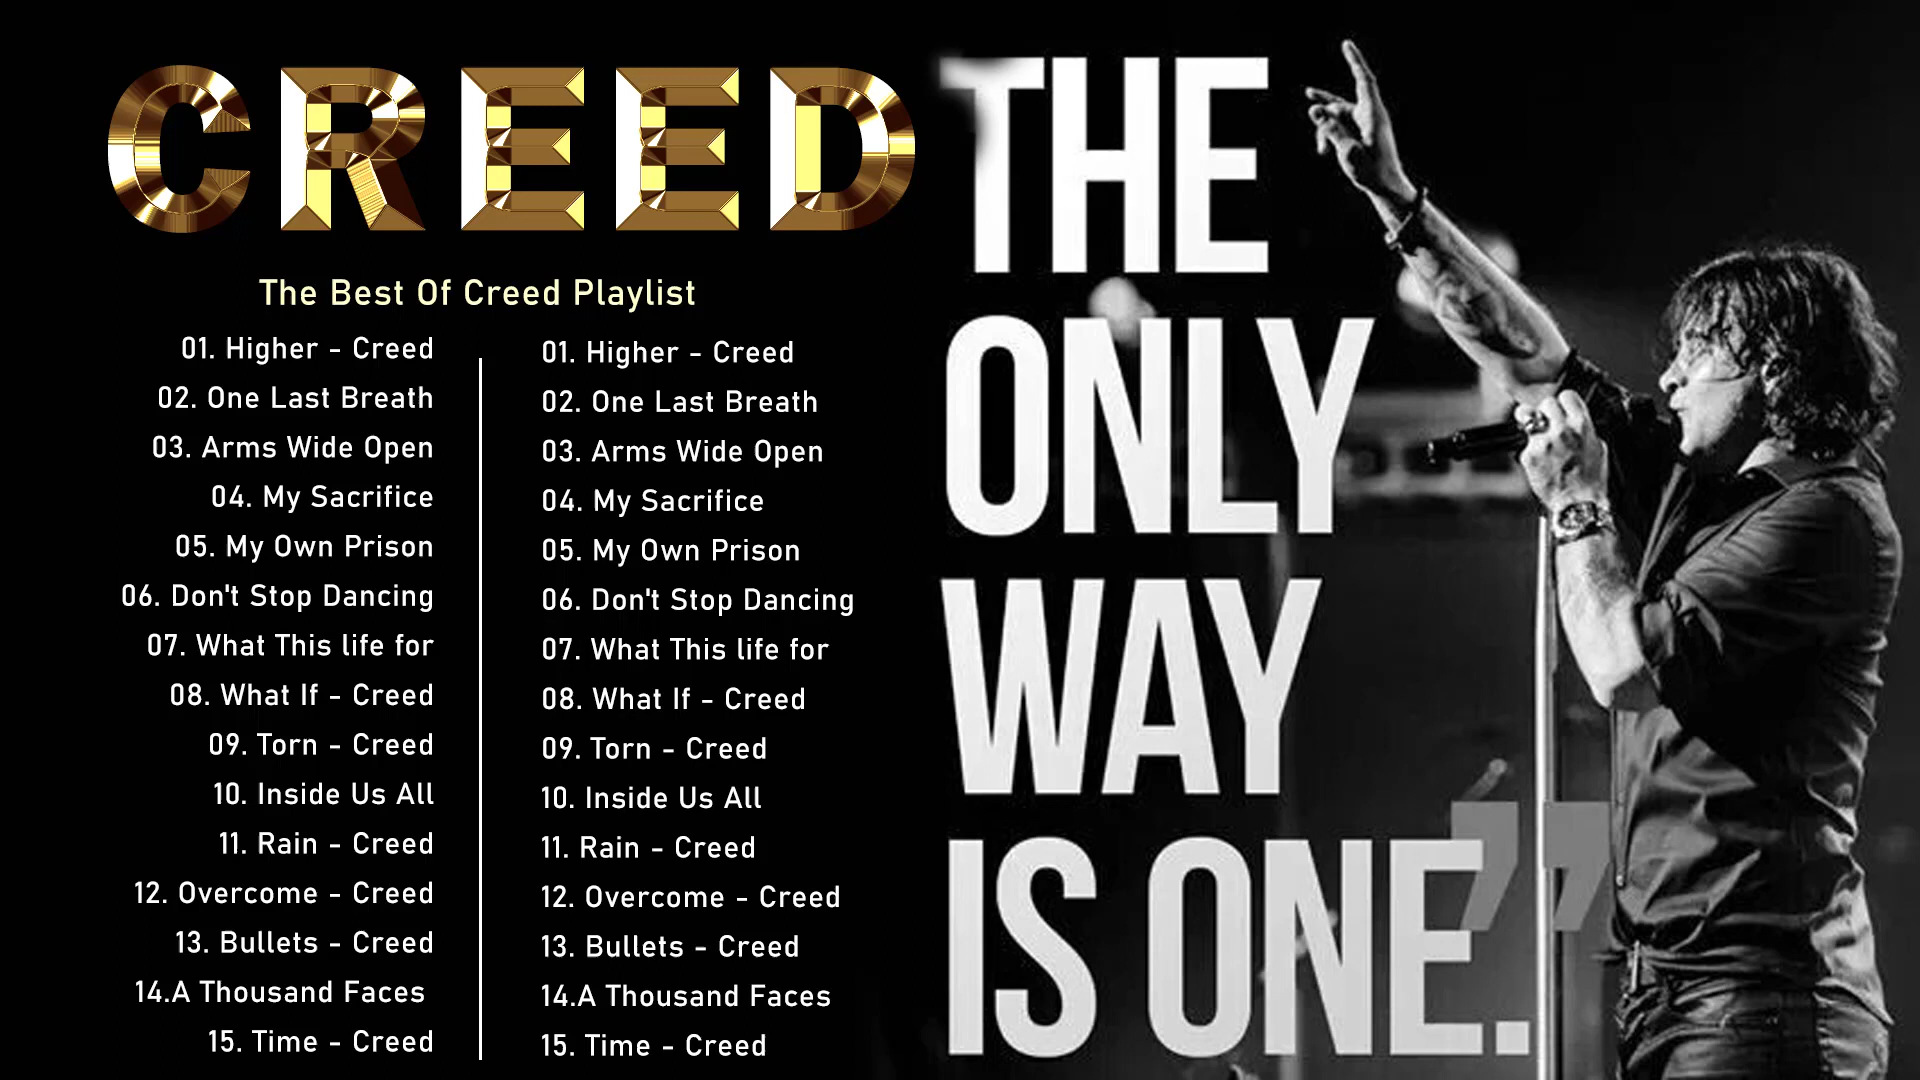 CREED
The Best Of Creed Playlist
01. Higher - Creed
02. One Last Breath
03. Arms Wide Open
04. My Sacrifice
05. My Own Prison
06. Don't Stop Dancing
07. What This life for
08. What If - Creed
09. Torn - Creed
10. Inside Us All
11. Rain - Creed
12. Overcome - Creed
13. Bullets - Creed
14.A Thousand Faces
15. Time - Creed
01. Higher - Creed
02. One Last Breath
03. Arms Wide Open
04. My Sacrifice
05. My Own Prison
06. Don't Stop Dancing
07. What This life for
08. What If - Creed
09. Torn - Creed
10. Inside Us All
11. Rain - Creed
12. Overcome - Creed
13. Bullets - Creed
14.A Thousand Faces
15. Time - Creed
THE
ONLY
WAY
IS ONE.”